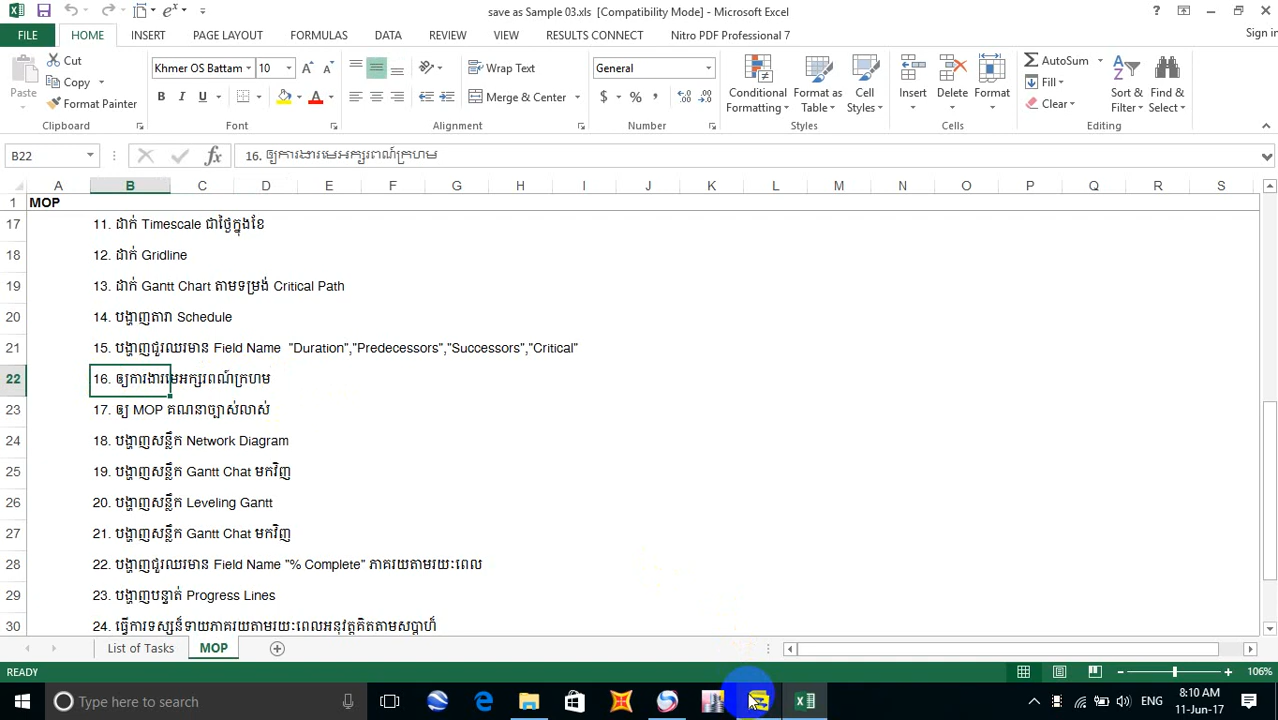 save as Sample 03.xls  [Compatibility Mode] - Microsoft Excel
Sign in
FILE HOME INSERT PAGE LAYOUT FORMULAS DATA REVIEW VIEW RESULTS CONNECT Nitro PDF Professional 7
Paste Cut Copy Format Painter
Khmer OS Battam 10
B I U A
Wrap Text
Merge & Center
General
$ % ,
Conditional Formatting Format as Table Cell Styles
Insert Delete Format
AutoSum Fill Clear
Sort & Filter Find & Select
Clipboard Font Alignment Number Styles Cells Editing
B22 fx 16. ឲ្យការងារមេអក្សរពណ៍ក្រហម
A B C D E F G H I J K L M N O P Q R S
1 MOP
17 11. ដាក់ Timescale ជាថ្ងៃក្នុងខែ
18 12. ដាក់ Gridline
19 13. ដាក់ Gantt Chart តាមទម្រង់ Critical Path
20 14. បង្ហាញតារា Schedule
21 15. បង្ហាញជួរឈរមាន Field Name  "Duration","Predecessors","Successors","Critical"
22 16. ឲ្យការងារមេអក្សរពណ៍ក្រហម
23 17. ឲ្យ MOP គណនាច្បាស់លាស់
24 18. បង្ហាញសន្លឹក Network Diagram
25 19. បង្ហាញសន្លឹក Gantt Chat មកវិញ
26 20. បង្ហាញសន្លឹក Leveling Gantt
27 21. បង្ហាញសន្លឹក Gantt Chat មកវិញ
28 22. បង្ហាញជួរឈរមាន Field Name "% Complete" ភាគរយតាមរយៈពេល
29 23. បង្ហាញបន្ទាត់ Progress Lines
30 24. ធ្វើការទស្សន៏ទាយភាគរយតាមរយៈពេលអនុវត្តគិតតាមសប្តាហ៏
List of Tasks MOP
READY 106%
Type here to search
ENG
8:10 AM
11-Jun-17